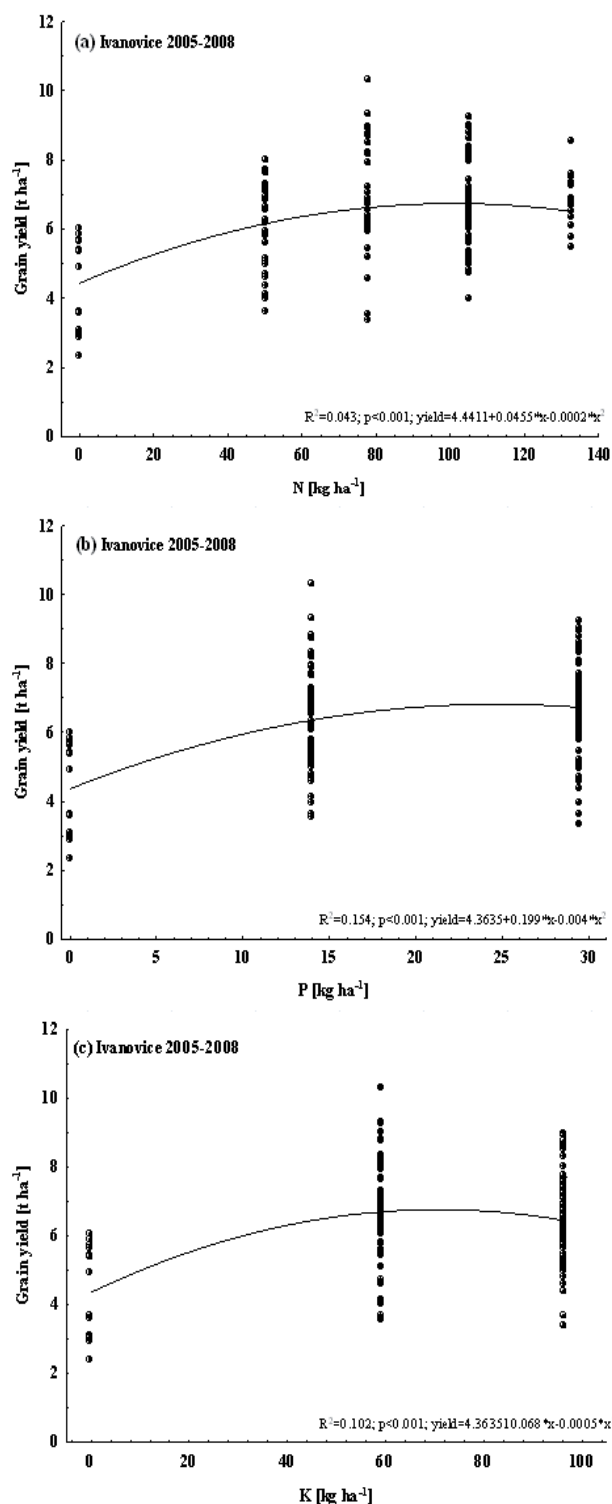 (a) Ivanovice 2005-2008
Grain yield [t ha⁻¹]
12
10
8
6
4
2
0
R²=0.043; p<0.001; yield=4.4411+0.0455*x-0.0002*x²
0 20 40 60 80 100 120 140
N [kg ha⁻¹]
(b) Ivanovice 2005-2008
Grain yield [t ha⁻¹]
12
10
8
6
4
2
0
R²=0.154; p<0.001; yield=4.3635+0.199*x-0.004*x²
0 5 10 15 20 25 30
P [kg ha⁻¹]
(c) Ivanovice 2005-2008
Grain yield [t ha⁻¹]
12
10
8
6
4
2
0
R²=0.102; p<0.001; yield=4.363510.068*x-0.0005*x
0 20 40 60 80 100
K [kg ha⁻¹]